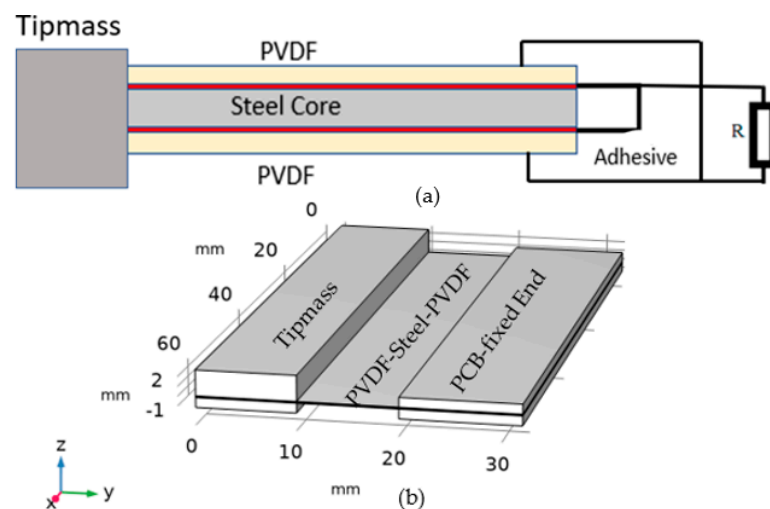 Tipmass
PVDF
Steel Core
R
Adhesive
PVDF
(a)
0
mm
20
40
60
mm
2
-1
Tipmass
PVDF-Steel-PVDF
PCB-fixed End
0
10
20
30
mm
z
y
x
(b)